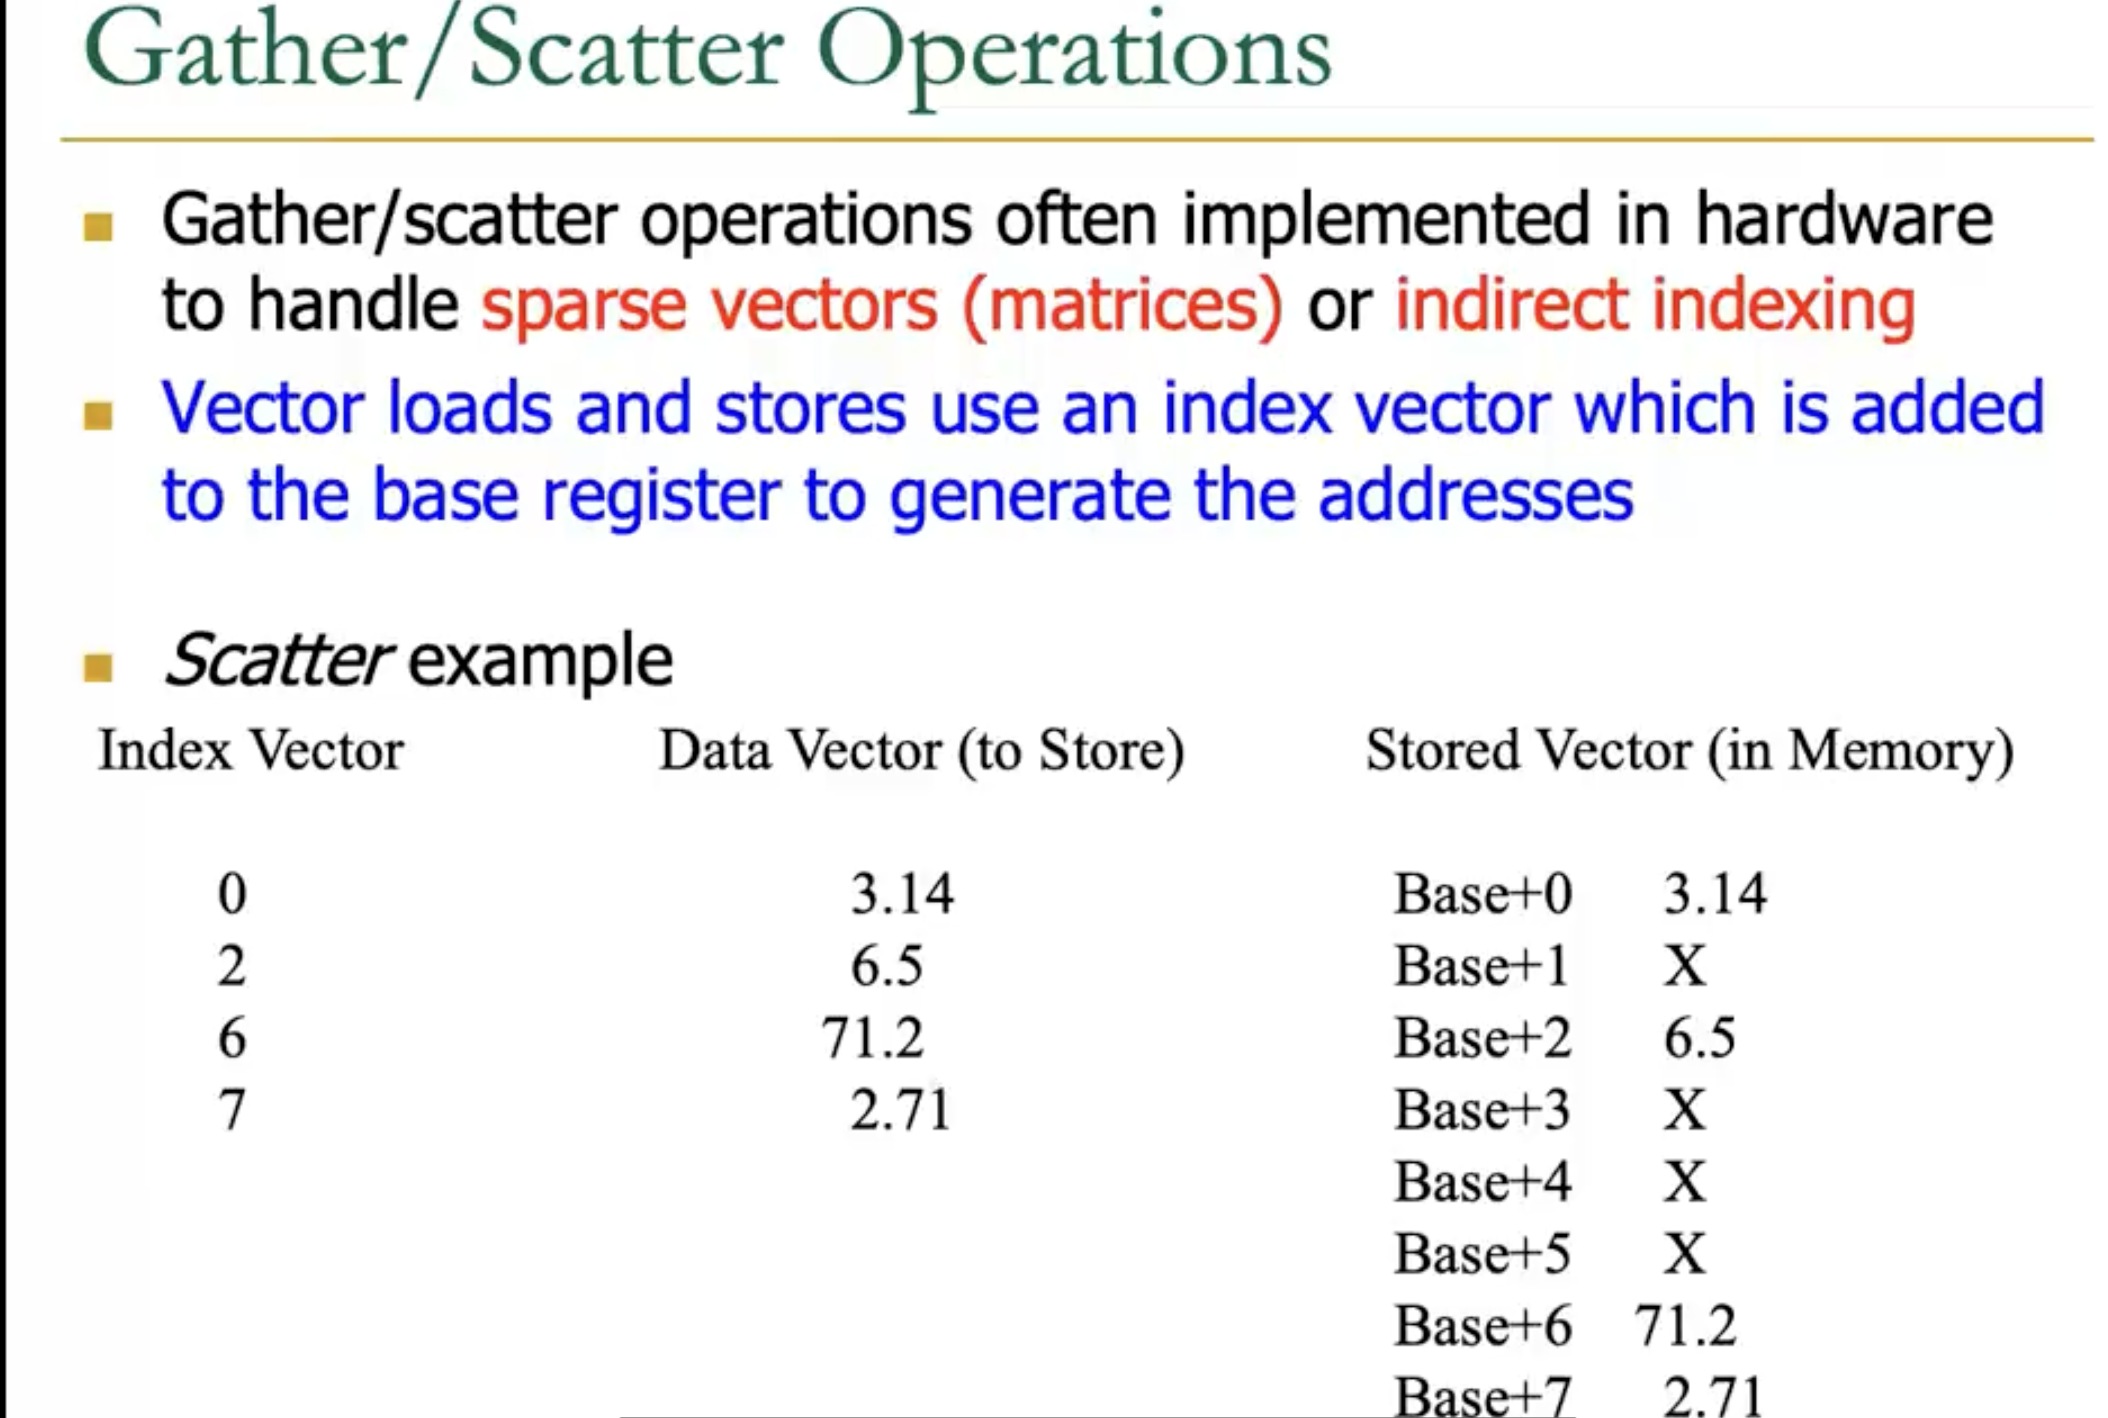 Gather/Scatter Operations
Gather/scatter operations often implemented in hardware
to handle sparse vectors (matrices) or indirect indexing
Vector loads and stores use an index vector which is added
to the base register to generate the addresses
Scatter example
Index Vector Data Vector (to Store) Stored Vector (in Memory)
0 3.14 Base+0 3.14
2 6.5 Base+1 X
6 71.2 Base+2 6.5
7 2.71 Base+3 X
Base+4 X
Base+5 X
Base+6 71.2
Base+7 2.71